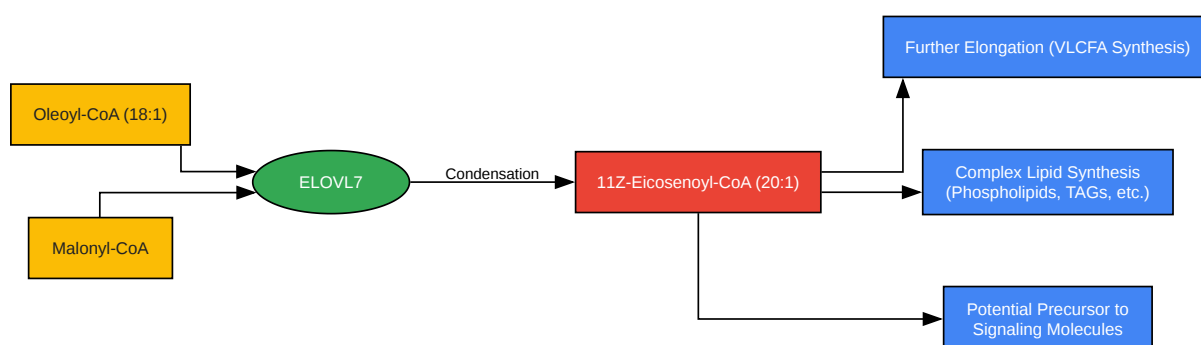 Further Elongation (VLCFA Synthesis)
Oleoyl-CoA (18:1)
ELOVL7
Condensation
11Z-Eicosenoyl-CoA (20:1)
Complex Lipid Synthesis
(Phospholipids, TAGs, etc.)
Malonyl-CoA
Potential Precursor to
Signaling Molecules